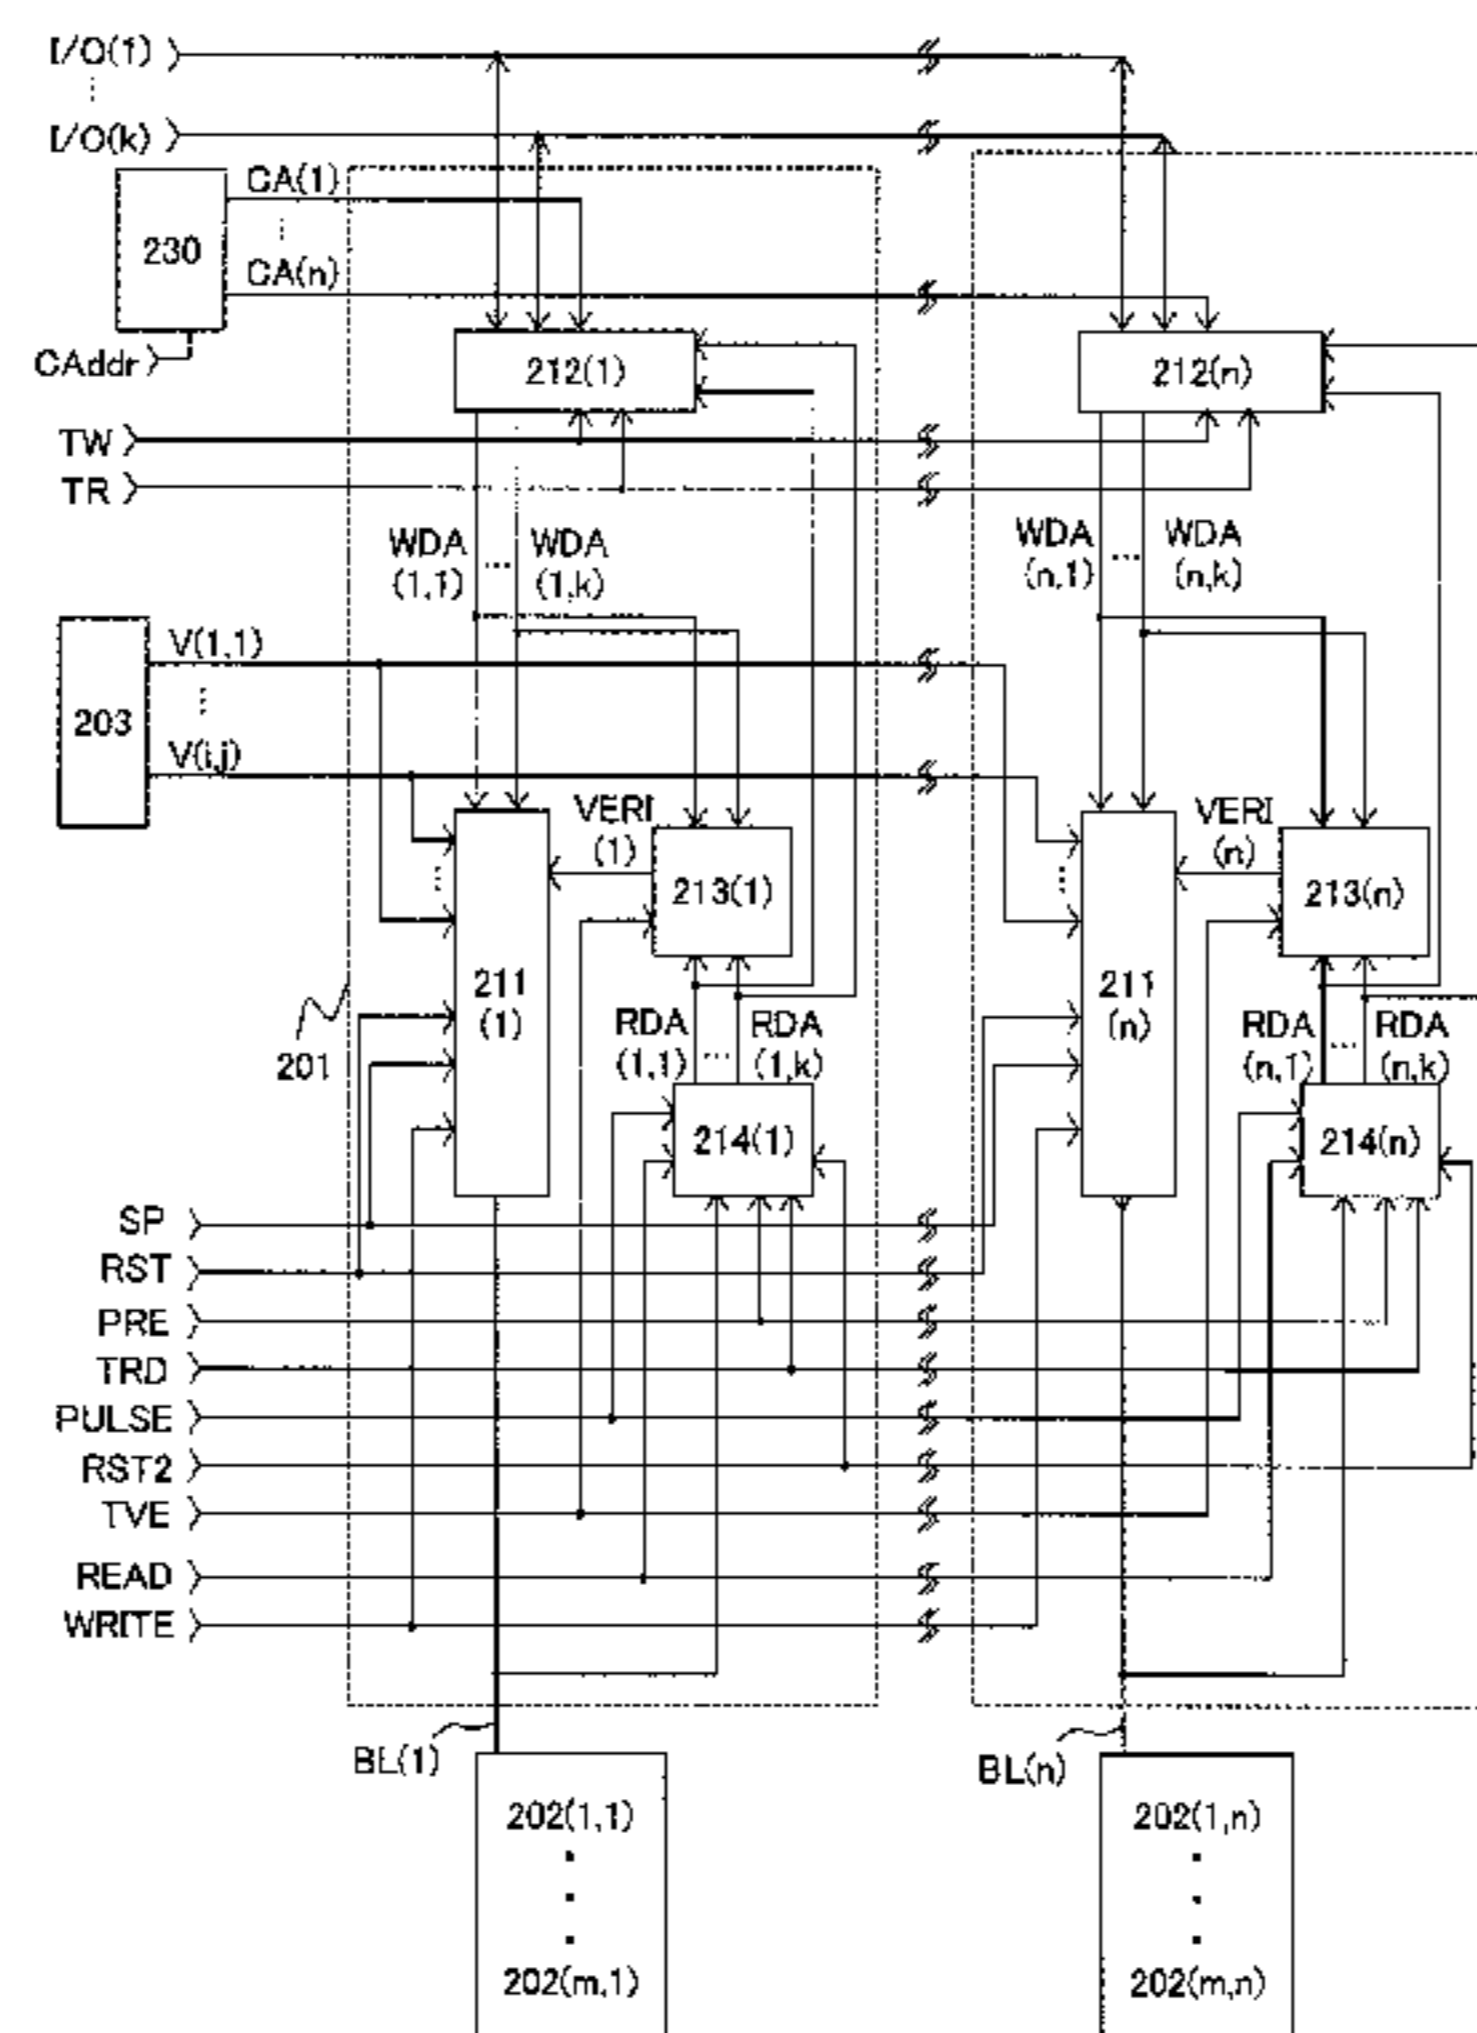 I/O(1)
⋮
I/O(k)
CA(1)
⋮
230
CA(n)
CAddr
212(1)
212(n)
TW
TR
WDA … WDA
(1,1) (1,k)
WDA … WDA
(n,1) (n,k)
V(1,1)
⋮
203
V(i,j)
VERI
(1)
VERI
(n)
⋮
⋮
213(1)
213(n)
211
(1)
211
(n)
RDA … RDA
(1,1) (1,k)
RDA … RDA
(n,1) (n,k)
201
214(1)
214(n)
SP
RST
PRE
TRD
PULSE
RST2
TVE
READ
WRITE
BL(1)
BL(n)
202(1,1)
⋮
202(m,1)
202(1,n)
⋮
202(m,n)